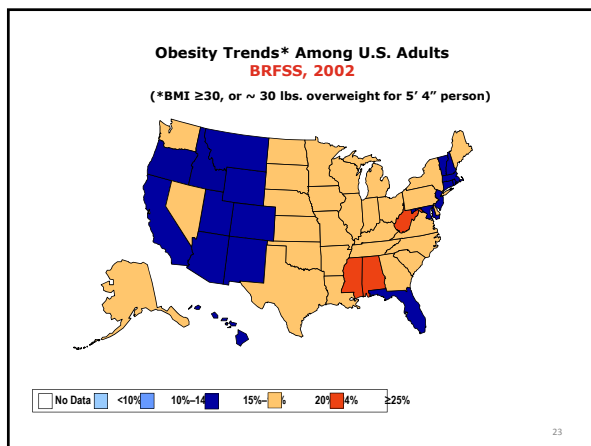 Obesity Trends* Among U.S. Adults
BRFSS, 2002
(*BMI ≥30, or ~ 30 lbs. overweight for 5’ 4” person)
No Data <10% 10%–14 15%– % 20% 4% ≥25%
23